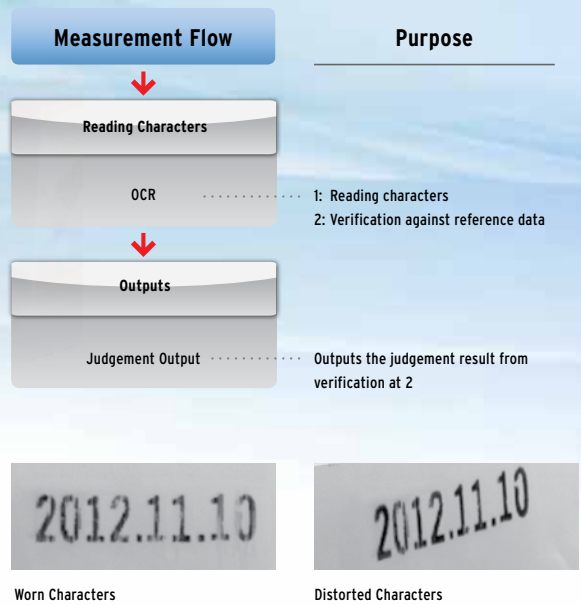 Measurement Flow
Purpose
Reading Characters
OCR
1: Reading characters
2: Verification against reference data
Outputs
Judgement Output
Outputs the judgement result from
verification at 2
2012.11.10
2012.11.10
Worn Characters
Distorted Characters